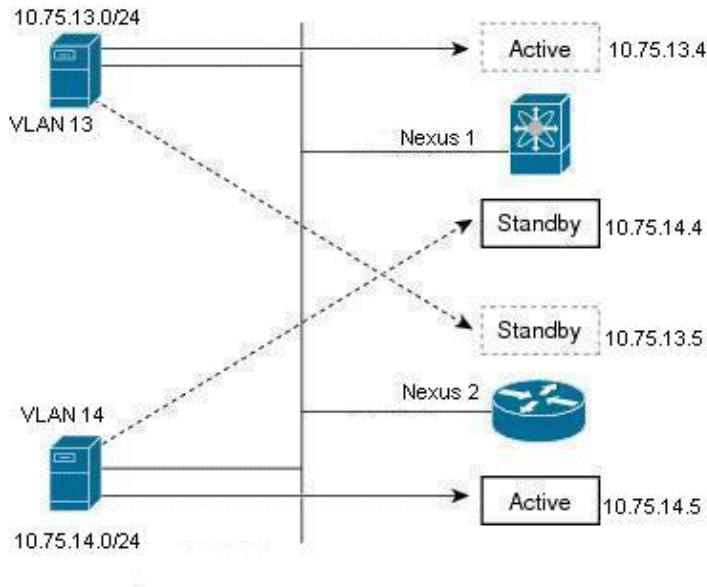 10.75.13.0/24
Active 10.75.13.4
VLAN 13
Nexus 1
Standby 10.75.14.4
Standby 10.75.13.5
Nexus 2
VLAN 14
Active 10.75.14.5
10.75.14.0/24